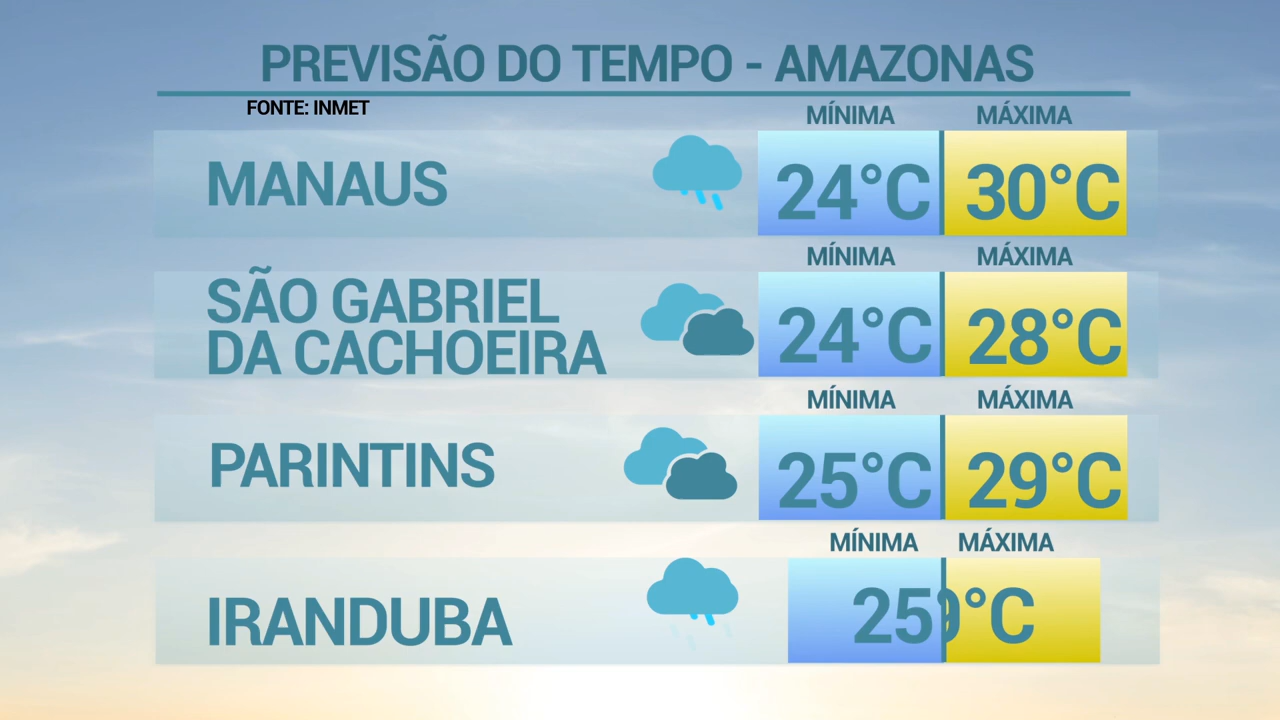 PREVISÃO DO TEMPO - AMAZONAS
FONTE: INMET
MÍNIMA MÁXIMA
MANAUS 24°C 30°C
MÍNIMA MÁXIMA
SÃO GABRIEL
DA CACHOEIRA 24°C 28°C
MÍNIMA MÁXIMA
PARINTINS 25°C 29°C
MÍNIMA MÁXIMA
IRANDUBA 25